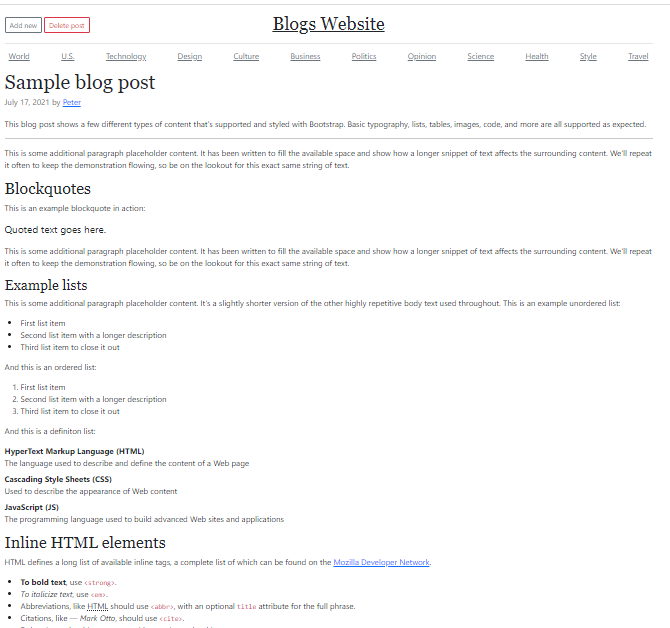 Add new Delete post Blogs Website
World U.S. Technology Design Culture Business Politics Opinion Science Health Style Travel
Sample blog post
July 17, 2021 by Peter
This blog post shows a few different types of content that's supported and styled with Bootstrap. Basic typography, lists, tables, images, code, and more are all supported as expected.
This is some additional paragraph placeholder content. It has been written to fill the available space and show how a longer snippet of text affects the surrounding content. We'll repeat
it often to keep the demonstration flowing, so be on the lookout for this exact same string of text.
Blockquotes
This is an example blockquote in action:
Quoted text goes here.
This is some additional paragraph placeholder content. It has been written to fill the available space and show how a longer snippet of text affects the surrounding content. We'll repeat
it often to keep the demonstration flowing, so be on the lookout for this exact same string of text.
Example lists
This is some additional paragraph placeholder content. It's a slightly shorter version of the other highly repetitive body text used throughout. This is an example unordered list:
• First list item
• Second list item with a longer description
• Third list item to close it out
And this is an ordered list:
1. First list item
2. Second list item with a longer description
3. Third list item to close it out
And this is a definiton list:
HyperText Markup Language (HTML)
The language used to describe and define the content of a Web page
Cascading Style Sheets (CSS)
Used to describe the appearance of Web content
JavaScript (JS)
The programming language used to build advanced Web sites and applications
Inline HTML elements
HTML defines a long list of available inline tags, a complete list of which can be found on the Mozilla Developer Network.
• To bold text, use <strong>.
• To italicize text, use <em>.
• Abbreviations, like HTML should use <abbr>, with an optional title attribute for the full phrase.
• Citations, like — Mark Otto, should use <cite>.